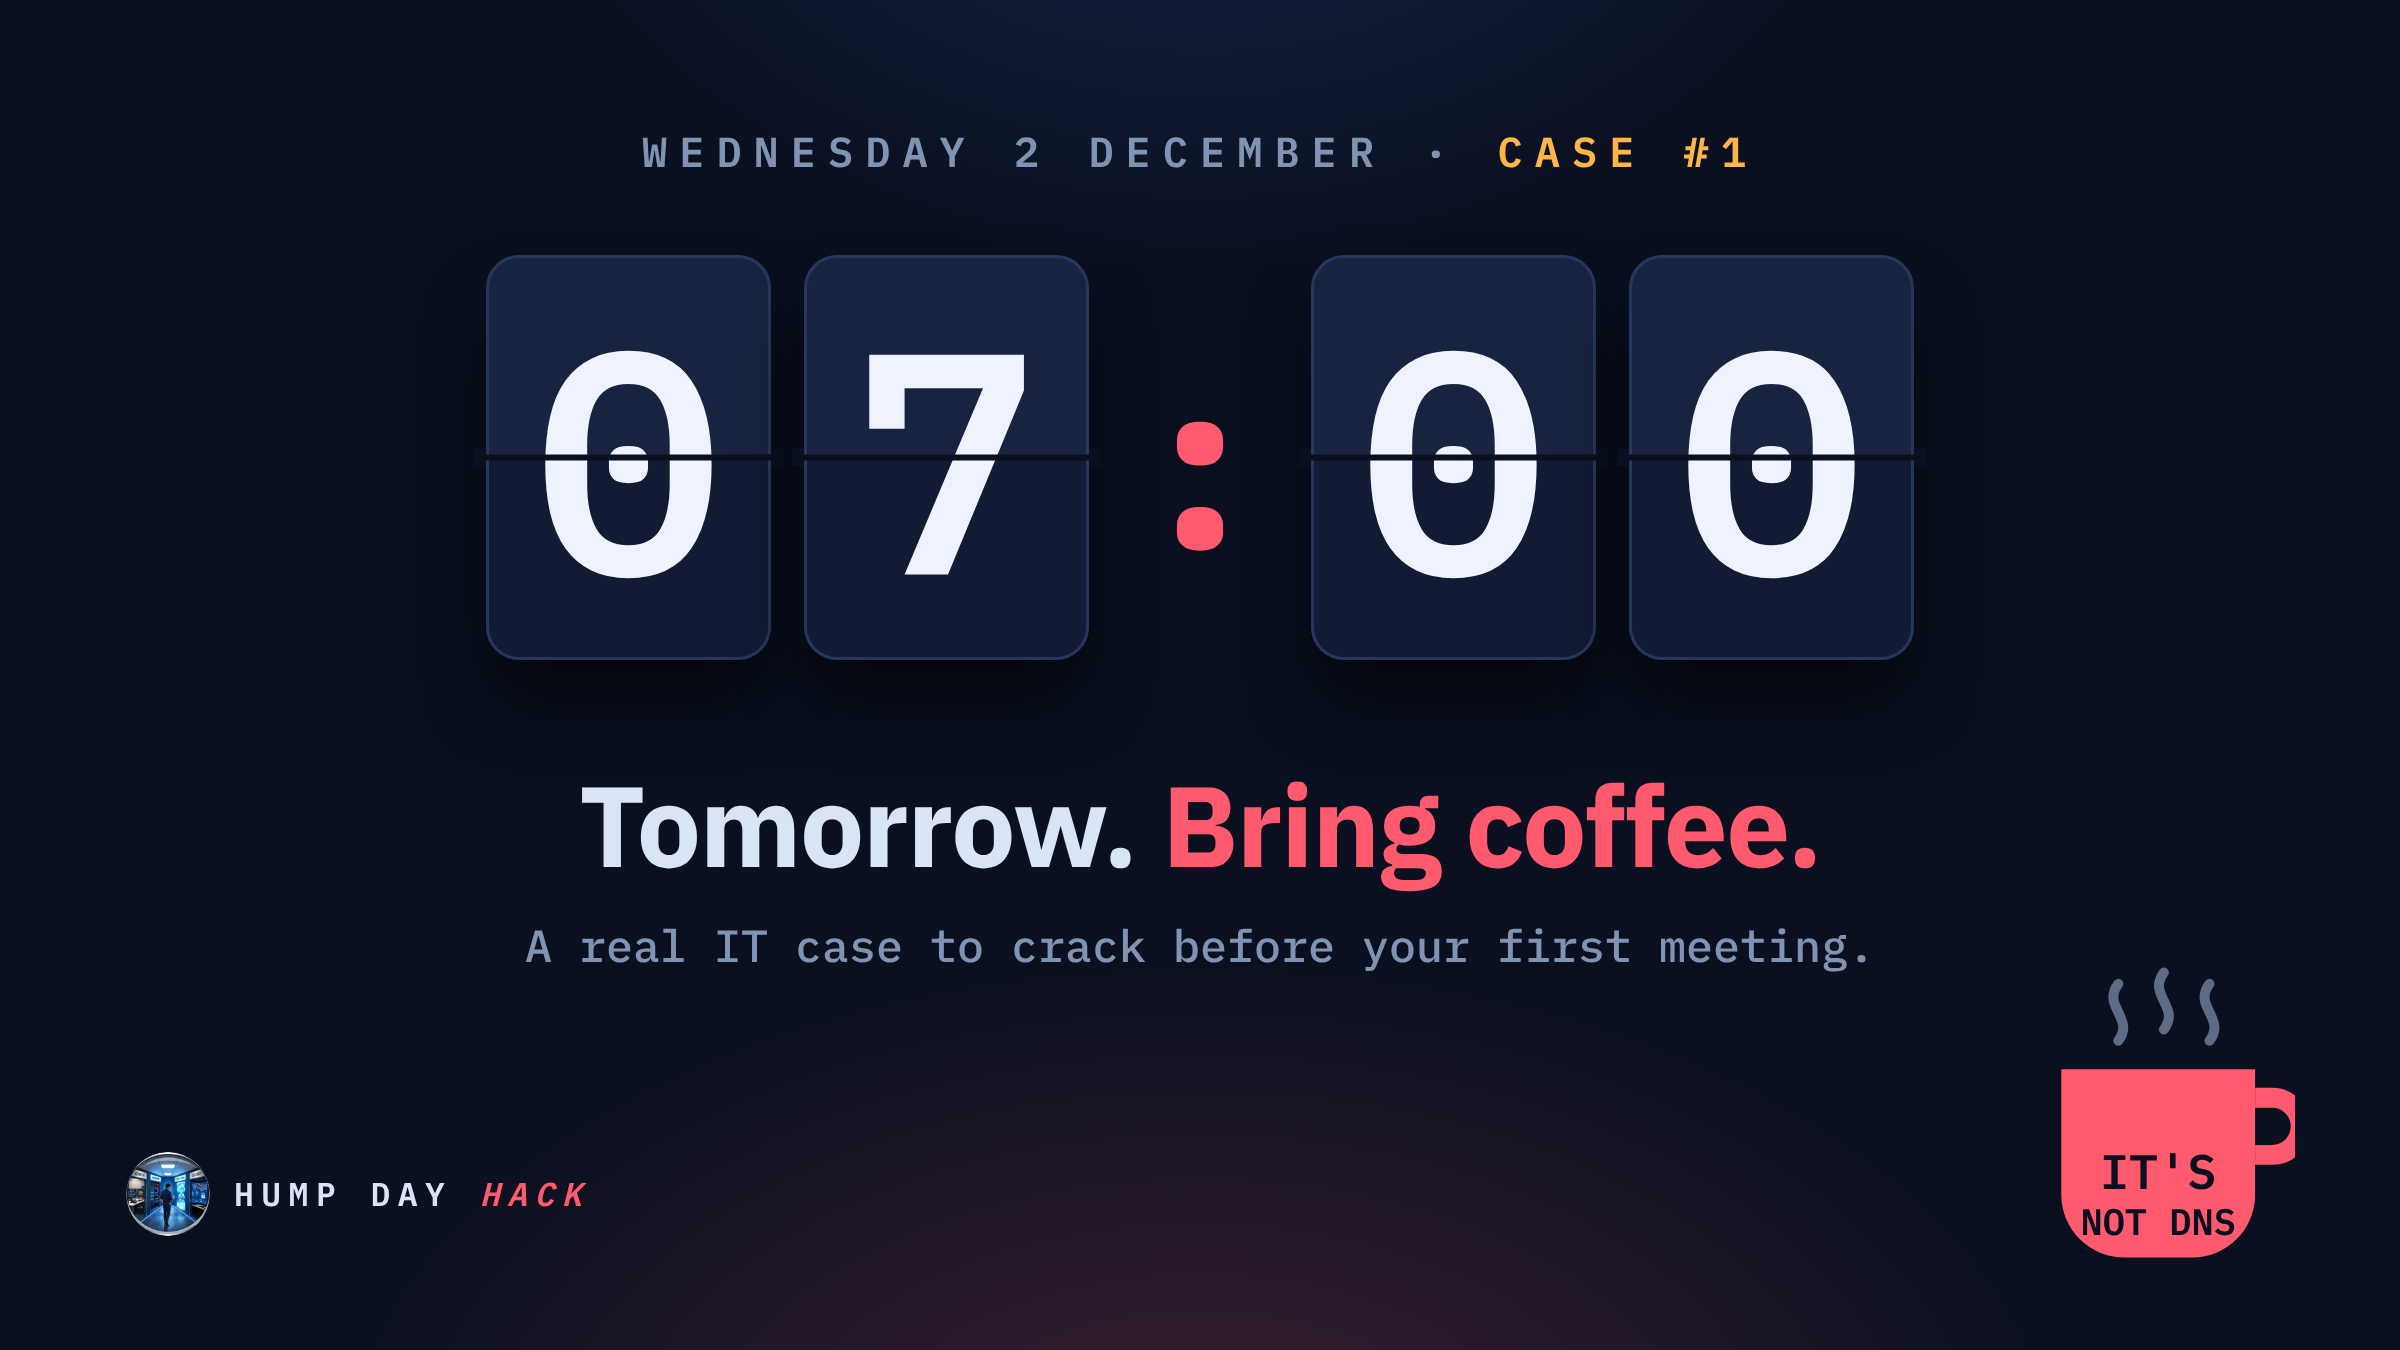 WEDNESDAY 2 DECEMBER · CASE #1
07:00
Tomorrow. Bring coffee.
A real IT case to crack before your first meeting.
IT'S
NOT DNS
HUMP DAY HACK